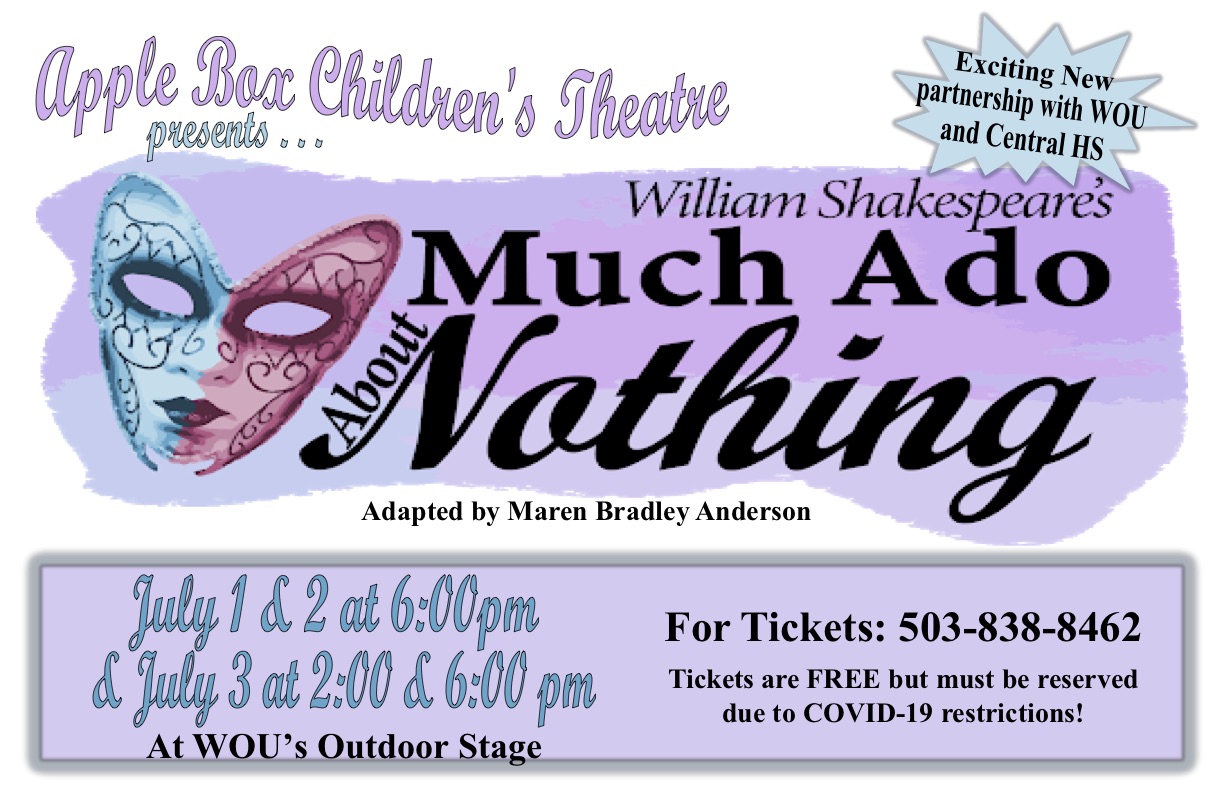 Apple Box Children's Theatre
presents . . .
Exciting New
partnership with WOU
and Central HS
William Shakespeare's
Much Ado
About
Nothing
Adapted by Maren Bradley Anderson
July 1 & 2 at 6:00pm
& July 3 at 2:00 & 6:00 pm
At WOU’s Outdoor Stage
For Tickets: 503-838-8462
Tickets are FREE but must be reserved
due to COVID-19 restrictions!